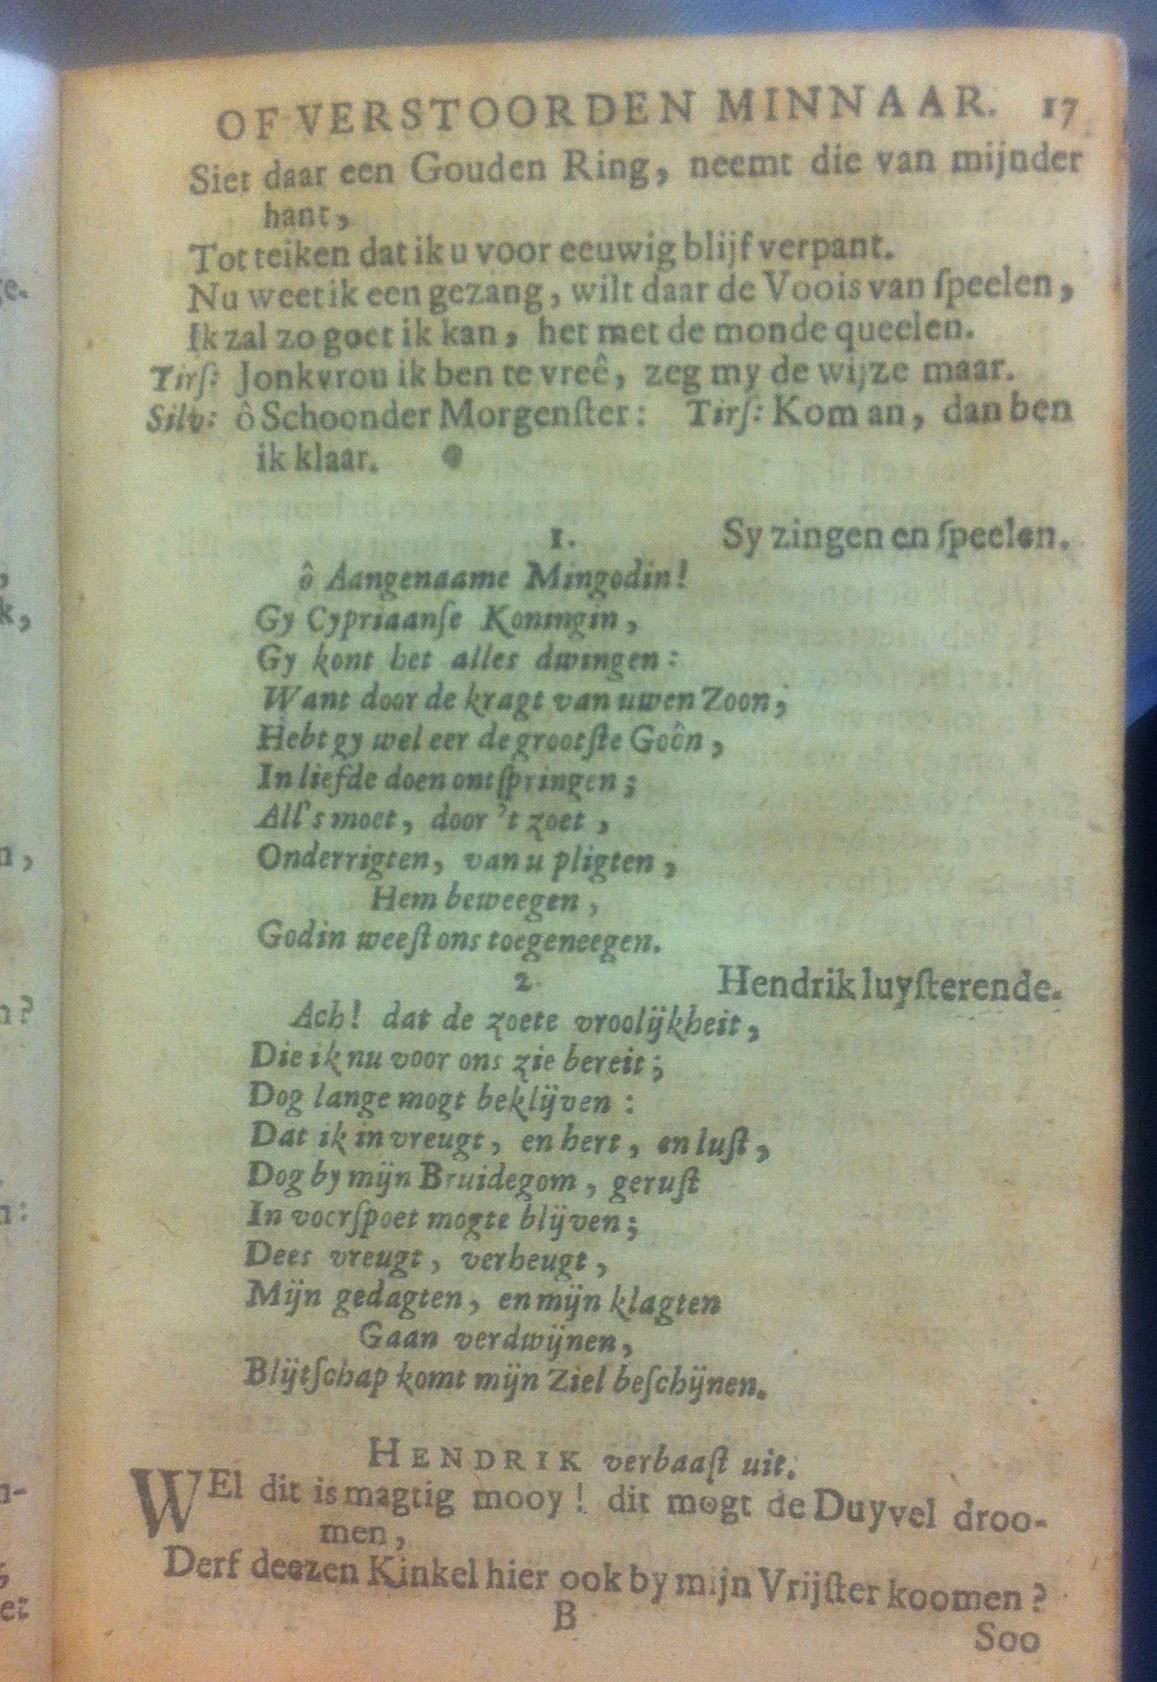 OF VERSTOORDEN MINNAAR. 17
Siet daar een Gouden Ring, neemt die van mijnder
hant,
Tot teiken dat ik u voor eeuwig blijf verpant.
Nu weet ik een gezang, wilt daar de Voois van ſpeelen,
Ik zal zo goet ik kan, het met de monde queelen.
Tirſ: Jonkvrou ik ben te vreê, zeg my de wijze maar.
Silv: ô Schoonder Morgenſter: Tirſ: Kom an, dan ben
ik klaar.
1. Sy zingen en ſpeelen.
ô Aangenaame Mingodin!
Gy Cypriaanſe Koningin,
Gy kont het alles dwingen:
Want door de kragt van uwen Zoon;
Hebt gy wel eer de grootſte Goôn,
In liefde doen ontſpringen;
All's moet, door 't zoet,
Onderrigten, van u pligten,
Hem beweegen,
Godin weeſt ons toegeneegen.
2. Hendrik luyſterende.
Ach! dat de zoete vroolijkheit,
Die ik nu voor ons zie bereit;
Dog lange mogt beklijven:
Dat ik in vreugt, en hert, en luſt,
Dog by mijn Bruidegom, geruſt
In voorſpoet mogte blijven;
Dees vreugt, verheugt,
Mijn gedagten, en mijn klagten
Gaan verdwijnen,
Blijtſchap komt mijn Ziel beſchijnen.
HENDRIK verbaaſt uit.
WEl dit is magtig mooy! dit mogt de Duyvel droo-
men,
Derf deezen Kinkel hier ook by mijn Vrijſter koomen?
B
Soo